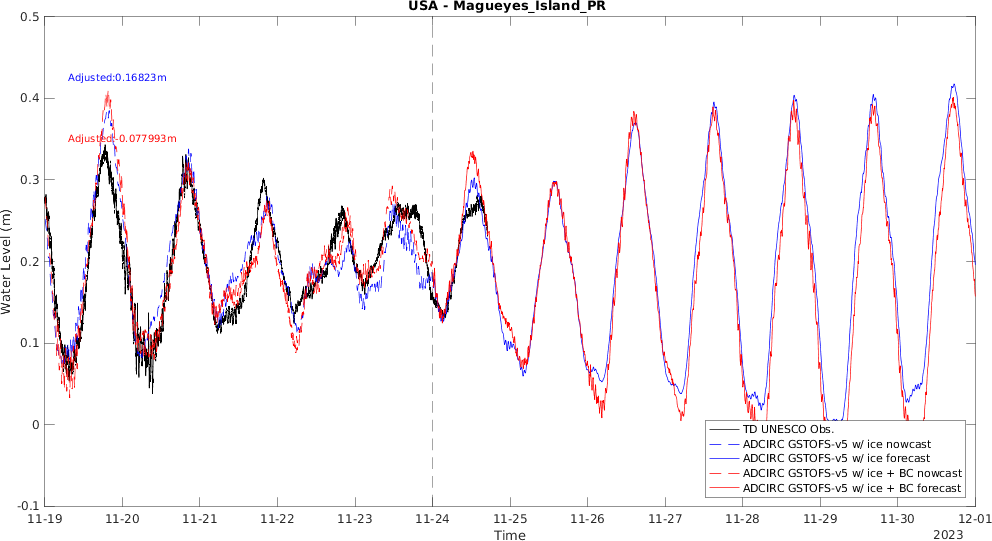 USA - Magueyes_Island_PR
0.5
0.4
0.3
0.2
0.1
0
-0.1
Water Level (m)
Adjusted:0.16823m
Adjusted:-0.077993m
TD UNESCO Obs.
ADCIRC GSTOFS-v5 w/ ice nowcast
ADCIRC GSTOFS-v5 w/ ice forecast
ADCIRC GSTOFS-v5 w/ ice + BC nowcast
ADCIRC GSTOFS-v5 w/ ice + BC forecast
11-19 11-20 11-21 11-22 11-23 11-24 11-25 11-26 11-27 11-28 11-29 11-30 12-01
Time
2023